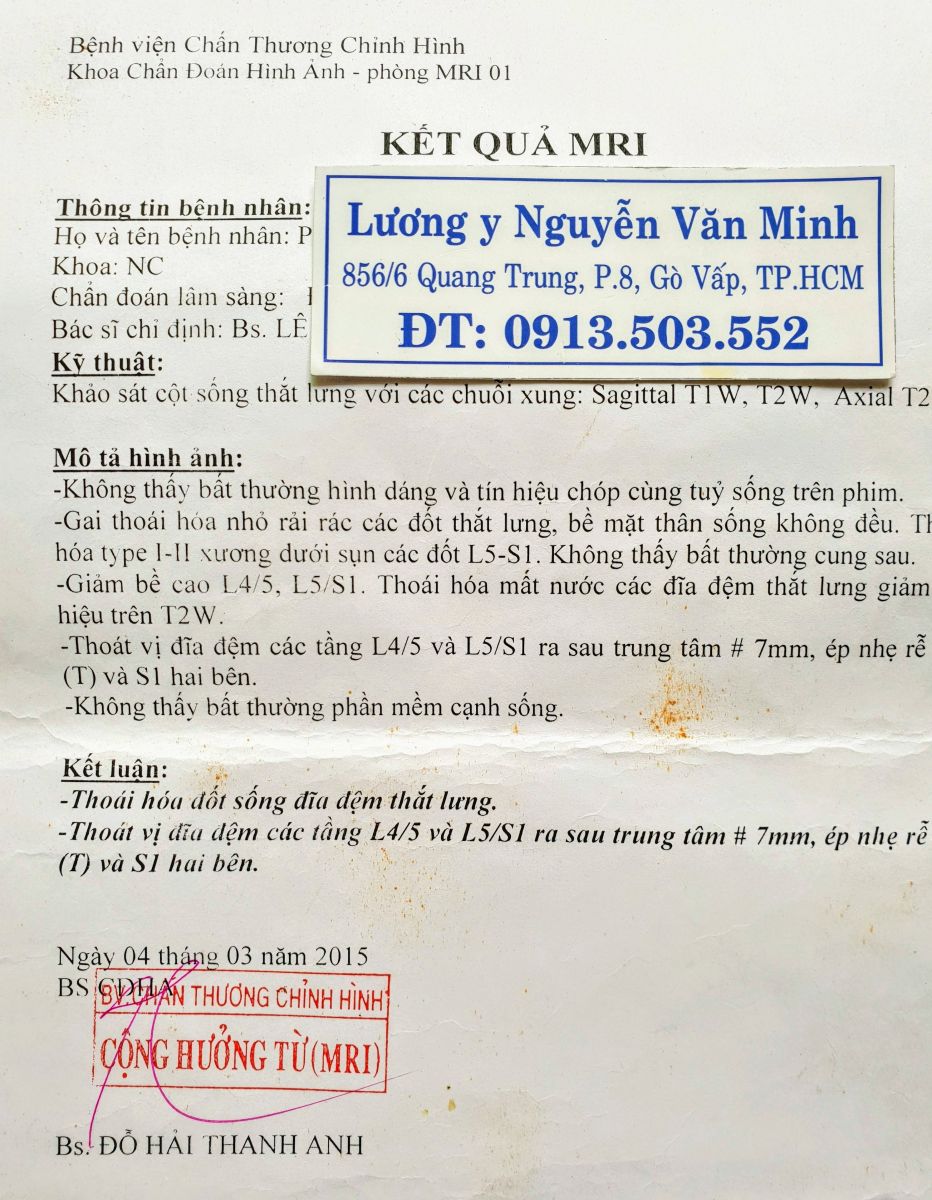 Bệnh viện Chấn Thương Chỉnh Hình
Khoa Chẩn Đoán Hình Ảnh - phòng MRI 01
KẾT QUẢ MRI
Thông tin bệnh nhân:
Họ và tên bệnh nhân: P
Khoa: NC
Chẩn đoán lâm sàng:
Bác sĩ chỉ định: Bs. LÊ
Lương y Nguyễn Văn Minh
856/6 Quang Trung, P.8, Gò Vấp, TP.HCM
ĐT: 0913.503.552
Kỹ thuật:
Khảo sát cột sống thắt lưng với các chuỗi xung: Sagittal T1W, T2W, Axial T2
Mô tả hình ảnh:
-Không thấy bất thường hình dáng và tín hiệu chóp cùng tuỷ sống trên phim.
-Gai thoái hóa nhỏ rải rác các đốt thắt lưng, bề mặt thân sống không đều. Th
hóa type I-II xương dưới sụn các đốt L5-S1. Không thấy bất thường cung sau.
-Giảm bề cao L4/5, L5/S1. Thoái hóa mất nước các đĩa đệm thắt lưng giảm
hiệu trên T2W.
-Thoát vị đĩa đệm các tầng L4/5 và L5/S1 ra sau trung tâm # 7mm, ép nhẹ rễ
(T) và S1 hai bên.
-Không thấy bất thường phần mềm cạnh sống.
Kết luận:
-Thoái hóa đốt sống đĩa đệm thắt lưng.
-Thoát vị đĩa đệm các tầng L4/5 và L5/S1 ra sau trung tâm # 7mm, ép nhẹ rễ
(T) và S1 hai bên.
Ngày 04 tháng 03 năm 2015
BS CDHA
BV. CHẤN THƯƠNG CHỈNH HÌNH
CỘNG HƯỞNG TỪ (MRI)
Bs. ĐỖ HẢI THANH ANH